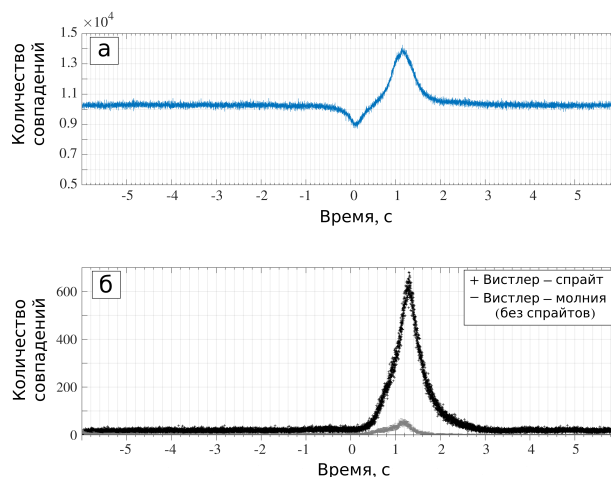 ×10⁴
1.5
1.3
1.1
0.9
0.7
0.5
а
Количество
совпадений
-5 -4 -3 -2 -1 0 1 2 3 4 5
Время, с
600
400
200
0
б
Количество
совпадений
+ Вистлер – спрайт
– Вистлер – молния
(без спрайтов)
-5 -4 -3 -2 -1 0 1 2 3 4 5
Время, с